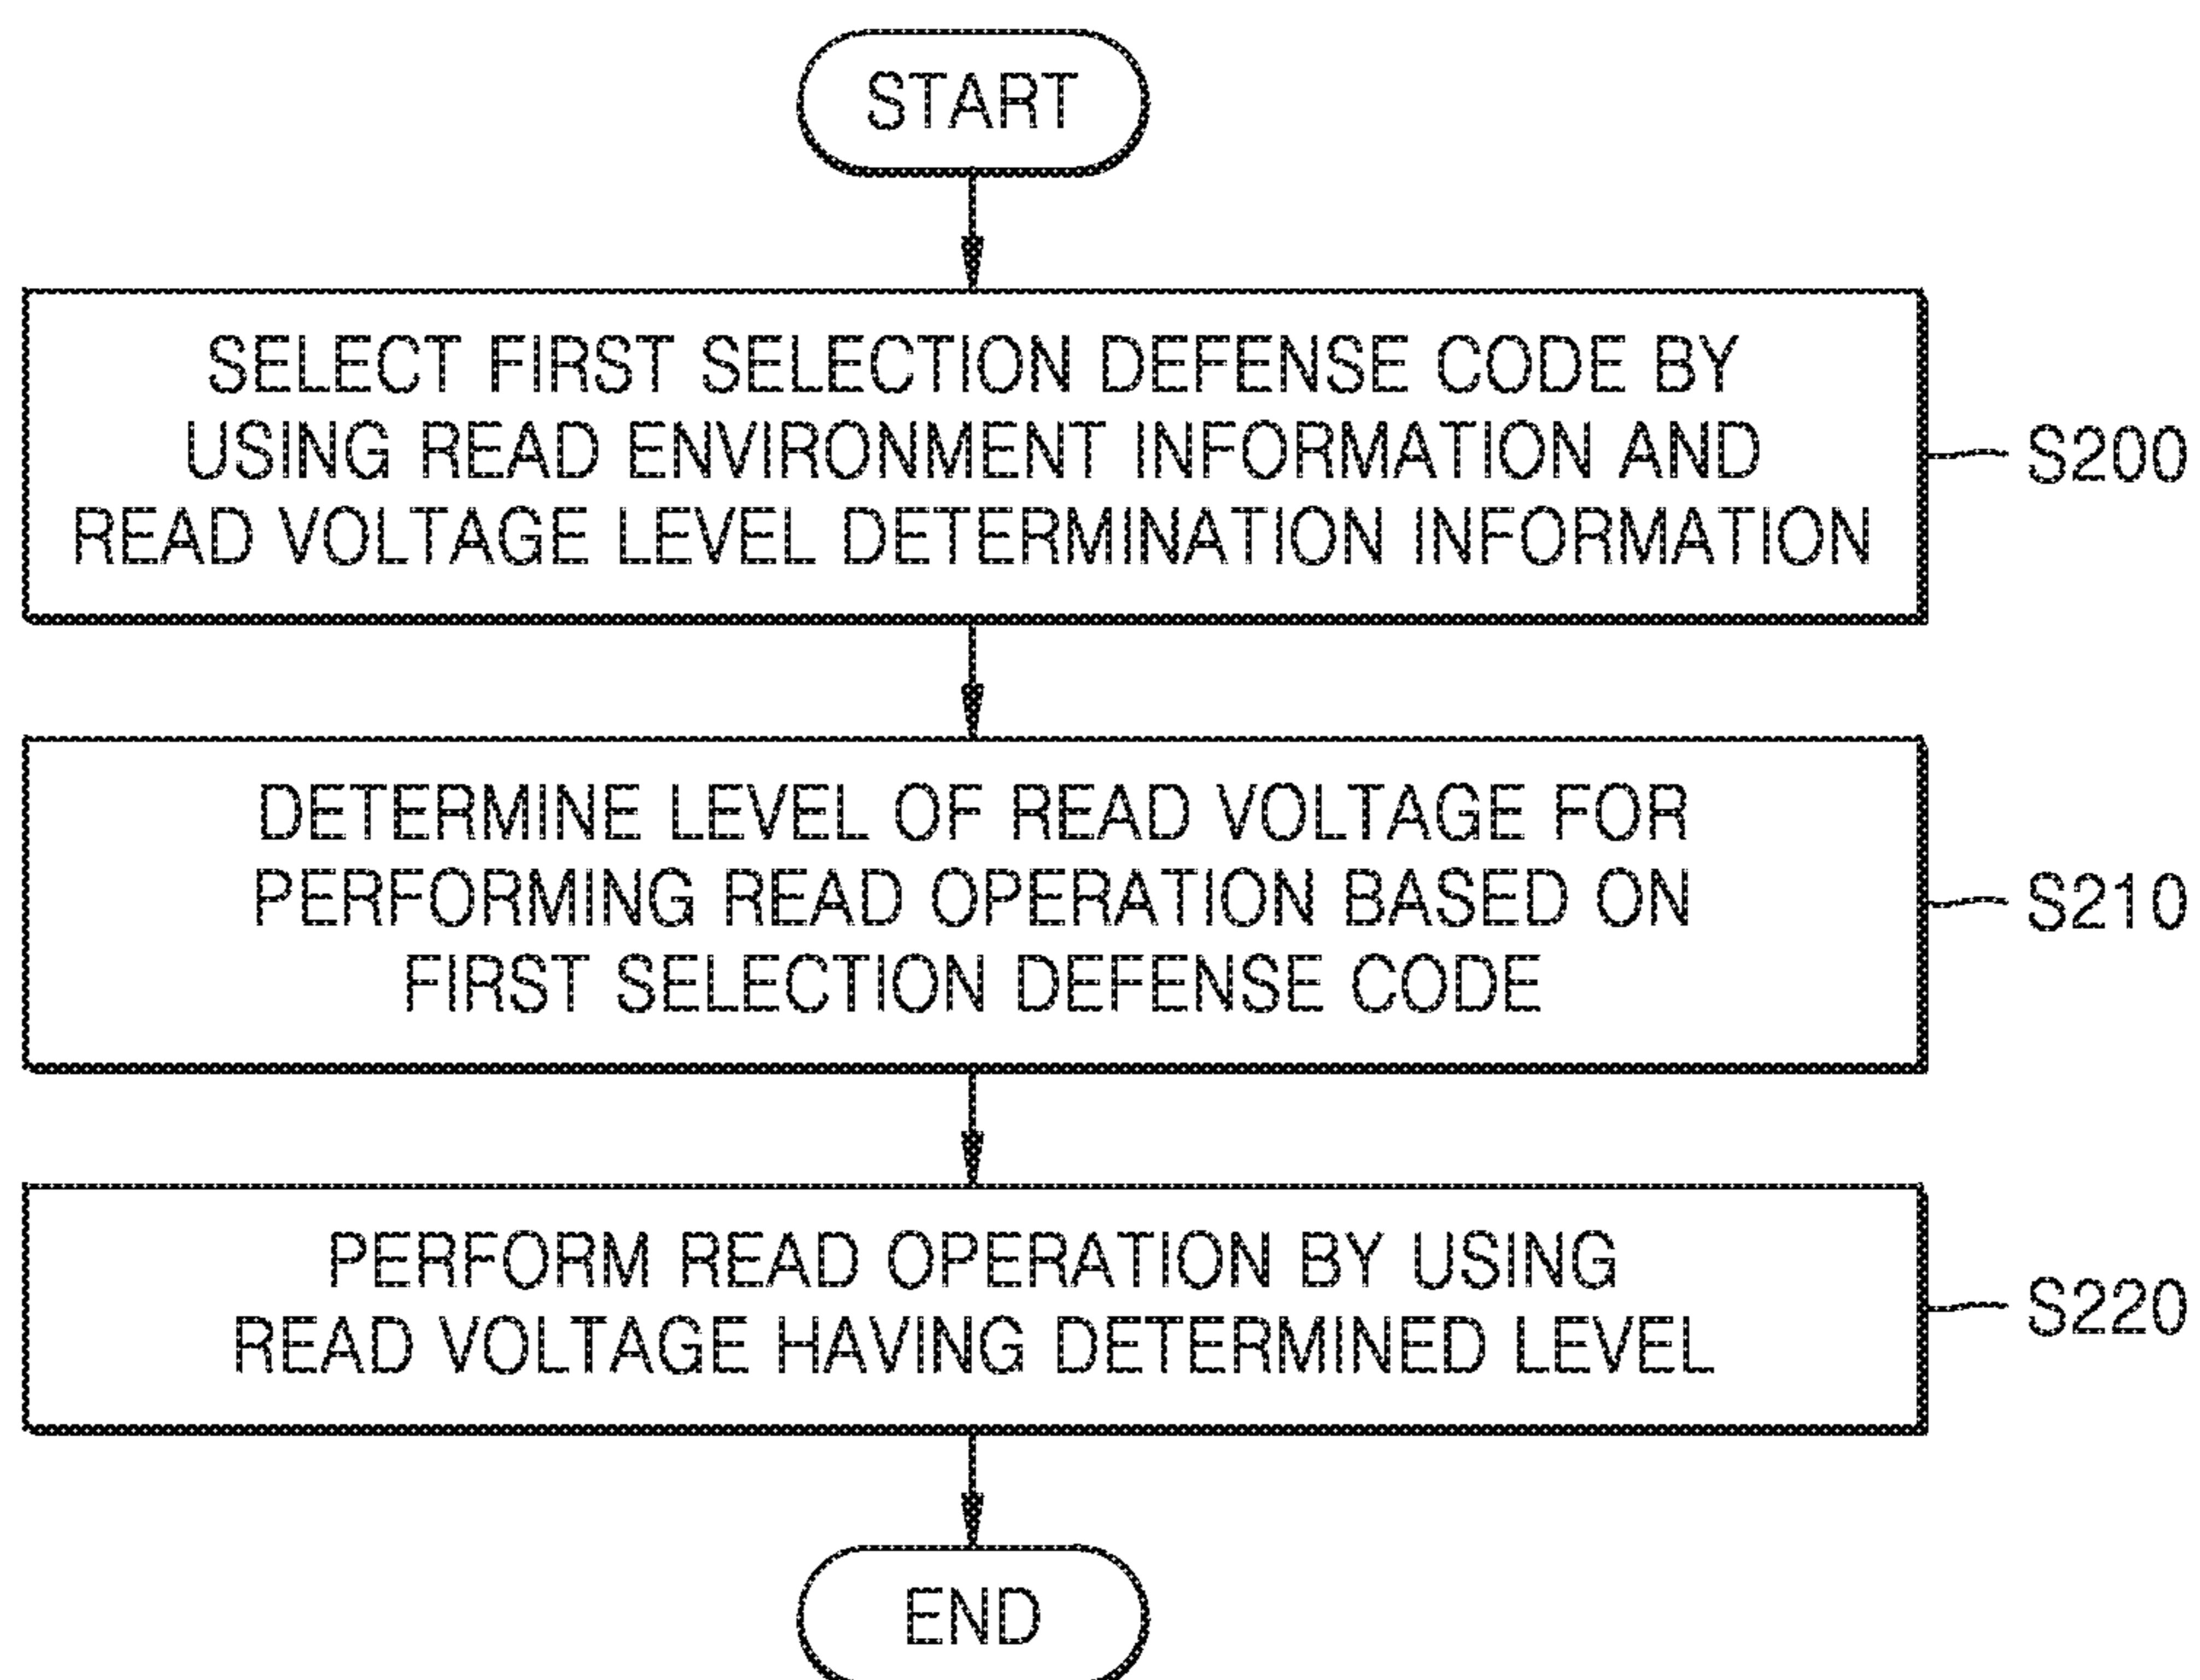 START
SELECT FIRST SELECTION DEFENSE CODE BY
USING READ ENVIRONMENT INFORMATION AND
READ VOLTAGE LEVEL DETERMINATION INFORMATION
S200
DETERMINE LEVEL OF READ VOLTAGE FOR
PERFORMING READ OPERATION BASED ON
FIRST SELECTION DEFENSE CODE
S210
PERFORM READ OPERATION BY USING
READ VOLTAGE HAVING DETERMINED LEVEL
S220
END